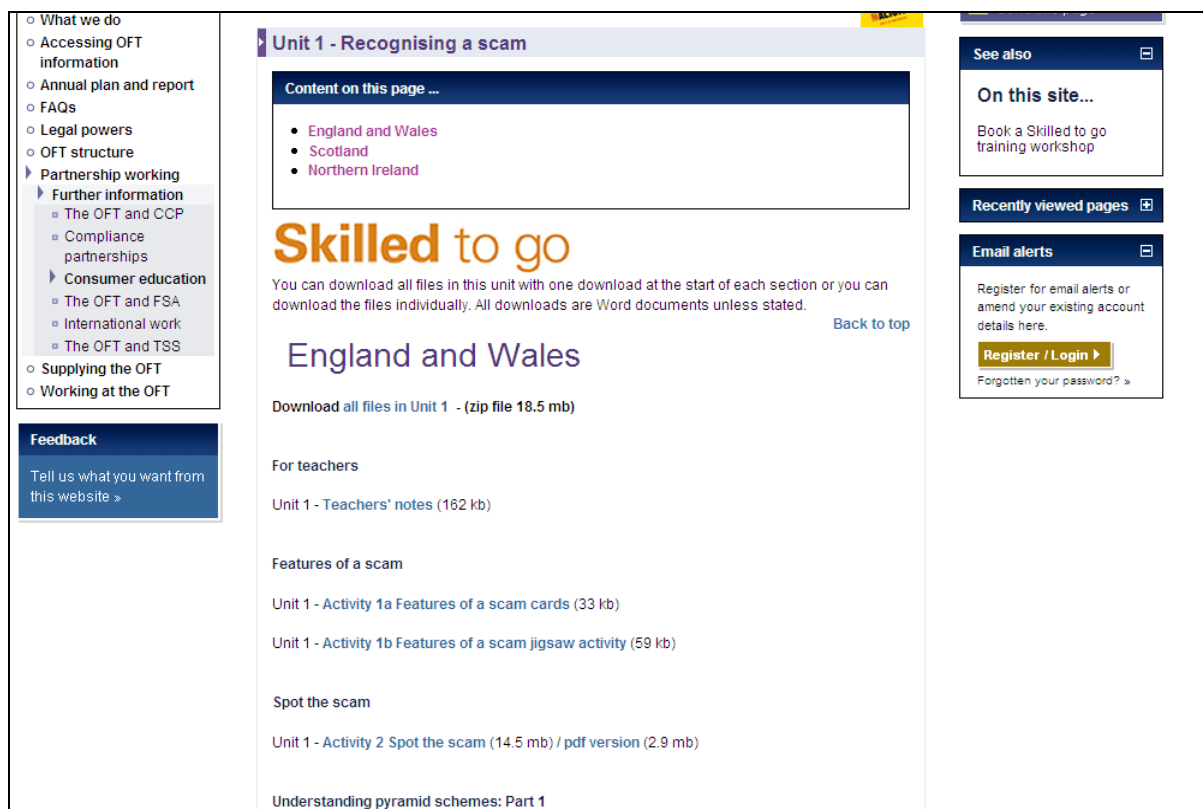 What we do
Accessing OFT
information
Annual plan and report
FAQs
Legal powers
OFT structure
Partnership working
Further information
The OFT and CCP
Compliance
partnerships
Consumer education
The OFT and FSA
International work
The OFT and TSS
Supplying the OFT
Working at the OFT
Feedback
Tell us what you want from
this website »
Unit 1 - Recognising a scam
Content on this page ...
England and Wales
Scotland
Northern Ireland
Skilled to go
You can download all files in this unit with one download at the start of each section or you can
download the files individually. All downloads are Word documents unless stated.
Back to top
England and Wales
Download all files in Unit 1 - (zip file 18.5 mb)
For teachers
Unit 1 - Teachers' notes (162 kb)
Features of a scam
Unit 1 - Activity 1a Features of a scam cards (33 kb)
Unit 1 - Activity 1b Features of a scam jigsaw activity (59 kb)
Spot the scam
Unit 1 - Activity 2 Spot the scam (14.5 mb) / pdf version (2.9 mb)
Understanding pyramid schemes: Part 1
See also
On this site...
Book a Skilled to go
training workshop
Recently viewed pages
Email alerts
Register for email alerts or
amend your existing account
details here.
Register / Login
Forgotten your password? »